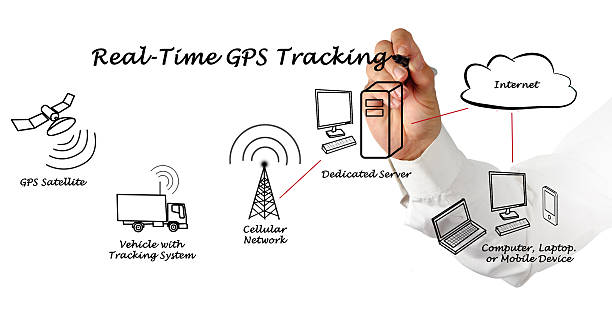 Real-Time GPS Tracking
Internet
GPS Satellite
Dedicated Server
Vehicle with
Tracking System
Cellular
Network
Computer, Laptop.
or Mobile Device